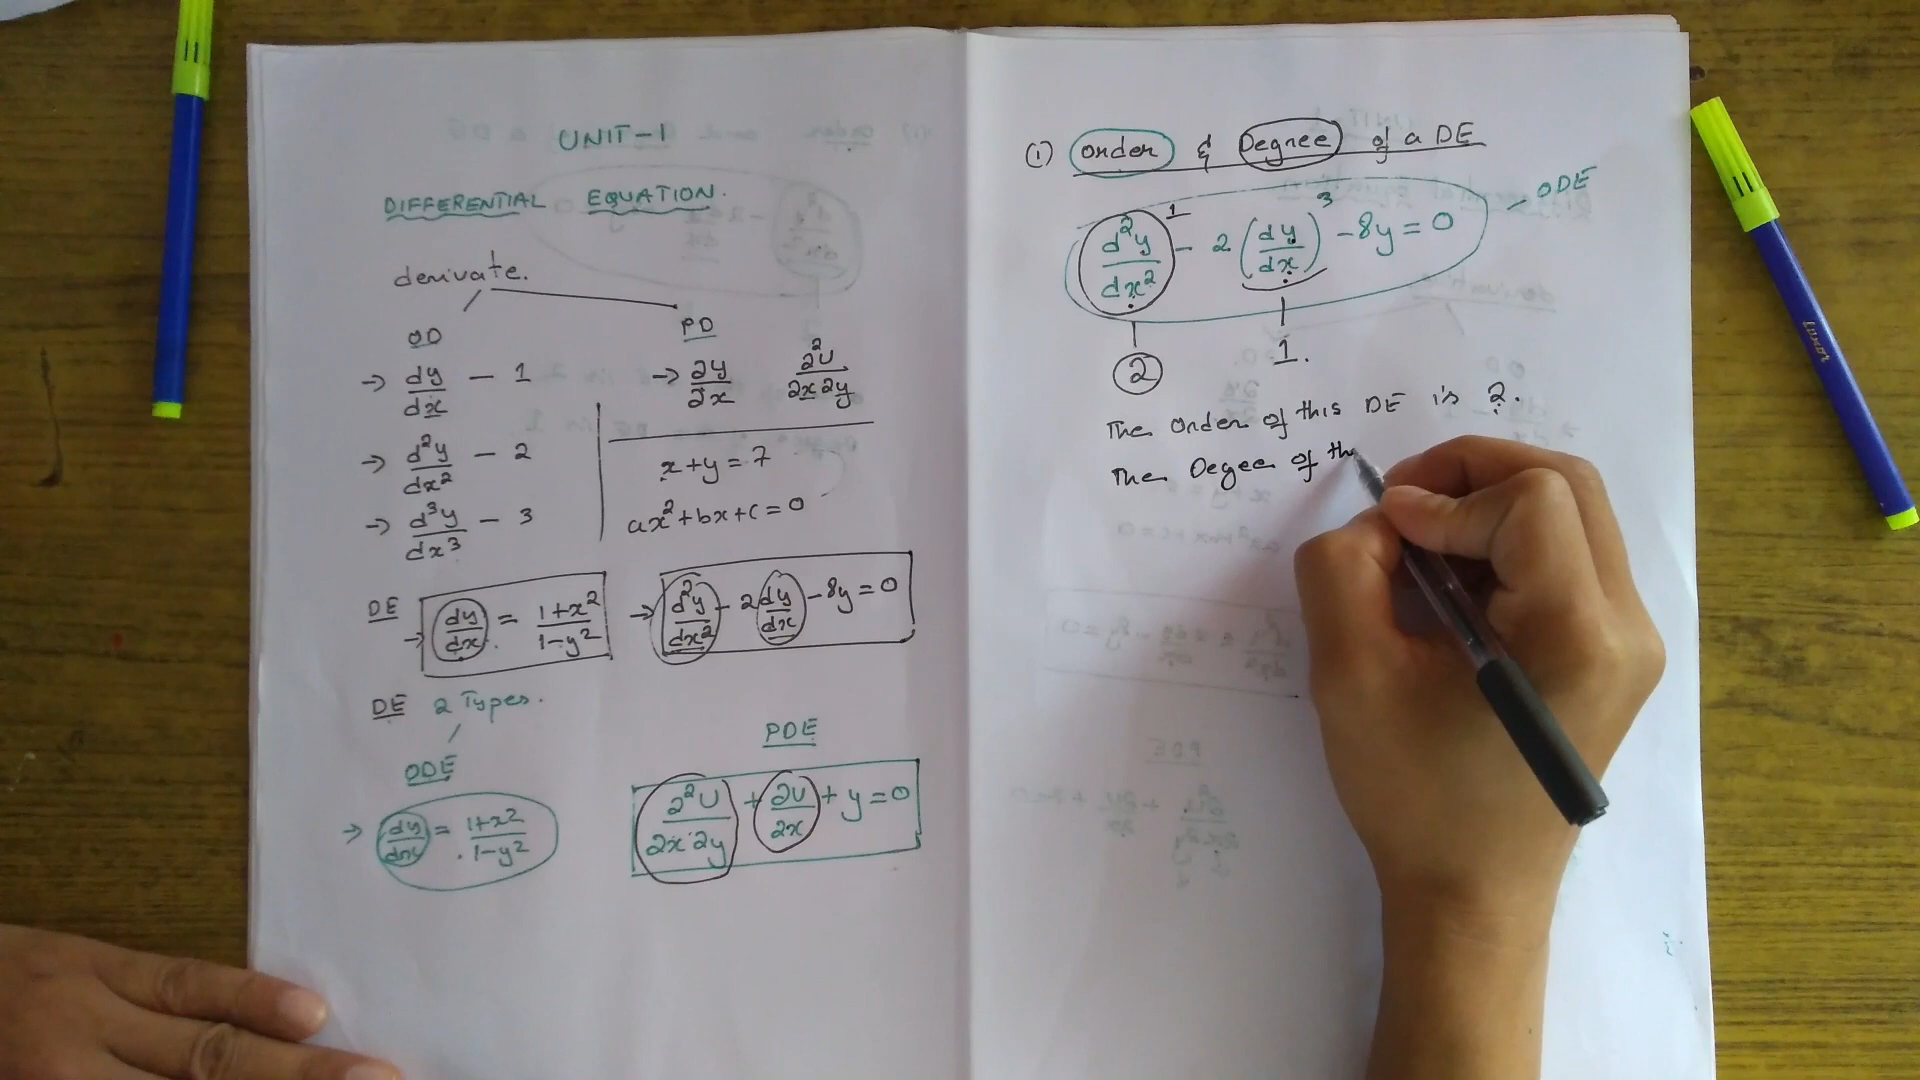 UNIT-1
DIFFERENTIAL EQUATION.
derivate.
OD
PD
→ dy/dx - 1
→ ∂y/∂x ∂²U/∂x∂y
→ d²y/dx² - 2
x+y=7
→ d³y/dx³ - 3
ax²+bx+c=0
DE → dy/dx = 1+x²/1-y²
→ d²y/dx² - 2dy/dx - 8y = 0
DE 2 Types.
ODE
PDE
→ dy/dx = 1+x²/1-y²
∂²U/∂x∂y + ∂U/∂x + y = 0
(1) Order & Degree of a DE
d²y/dx² ¹ - 2(dy/dx)³ - 8y = 0 - ODE
2 1.
The Order of this DE is 2.
The Degee of th
Luxor